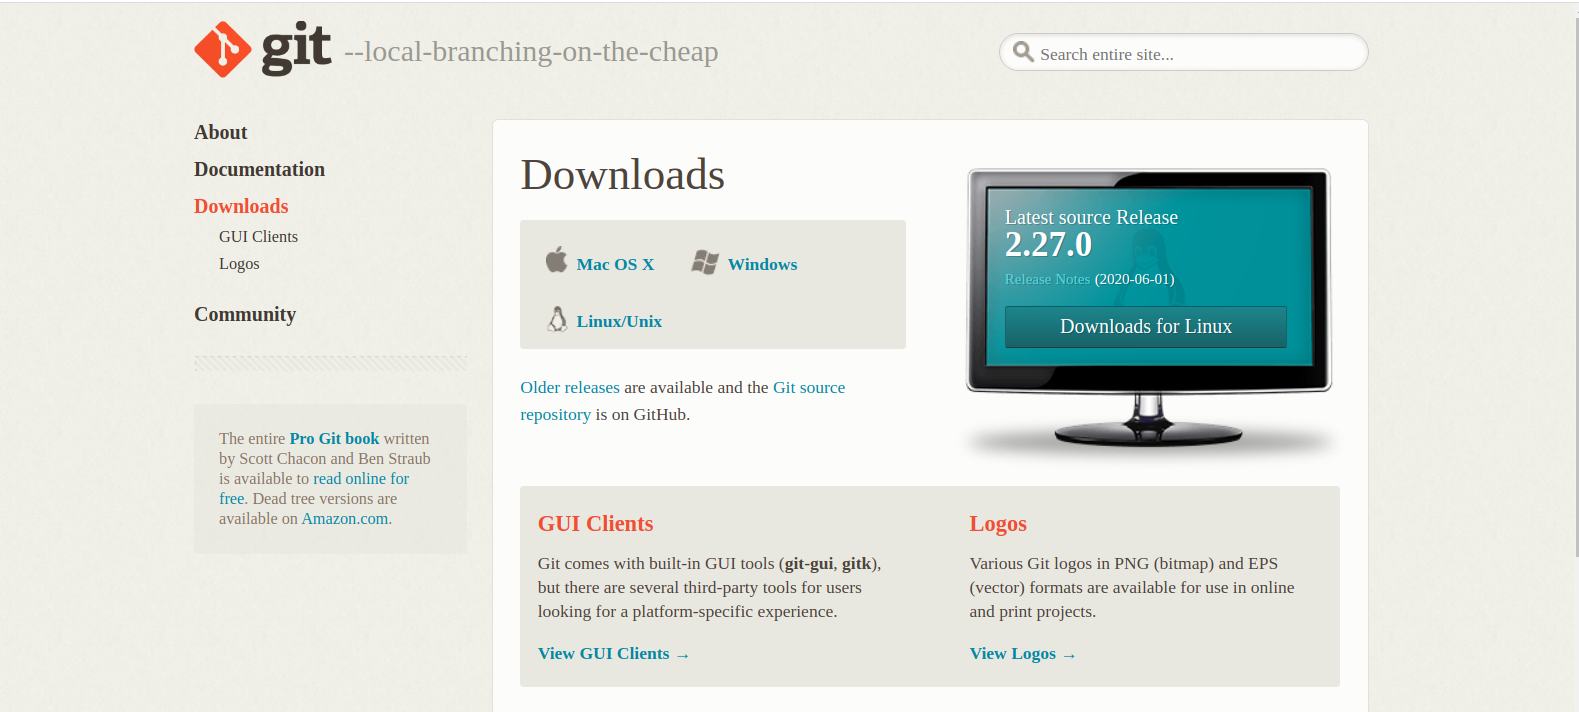 git --local-branching-on-the-cheap
Search entire site...
About
Documentation
Downloads
GUI Clients
Logos
Community
The entire Pro Git book written
by Scott Chacon and Ben Straub
is available to read online for
free. Dead tree versions are
available on Amazon.com.
Downloads
Mac OS X
Windows
Linux/Unix
Older releases are available and the Git source
repository is on GitHub.
Latest source Release
2.27.0
Release Notes (2020-06-01)
Downloads for Linux
GUI Clients
Git comes with built-in GUI tools (git-gui, gitk),
but there are several third-party tools for users
looking for a platform-specific experience.
View GUI Clients →
Logos
Various Git logos in PNG (bitmap) and EPS
(vector) formats are available for use in online
and print projects.
View Logos →